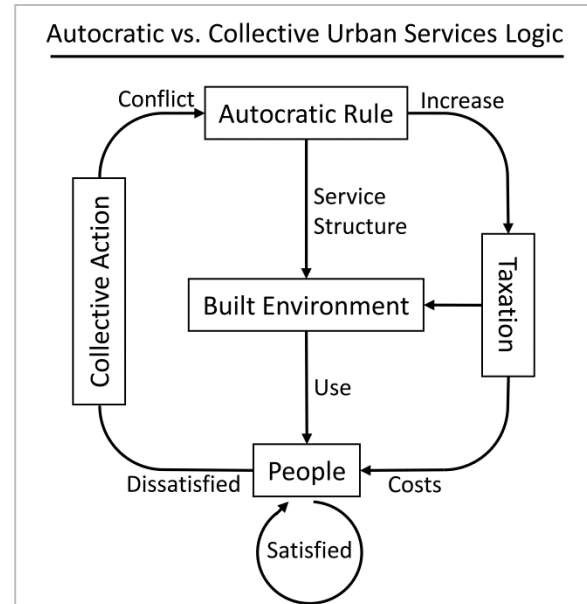 Autocratic vs. Collective Urban Services Logic
Conflict
Autocratic Rule
Increase
Service
Structure
Collective Action
Taxation
Built Environment
Use
People
Dissatisfied
Costs
Satisfied